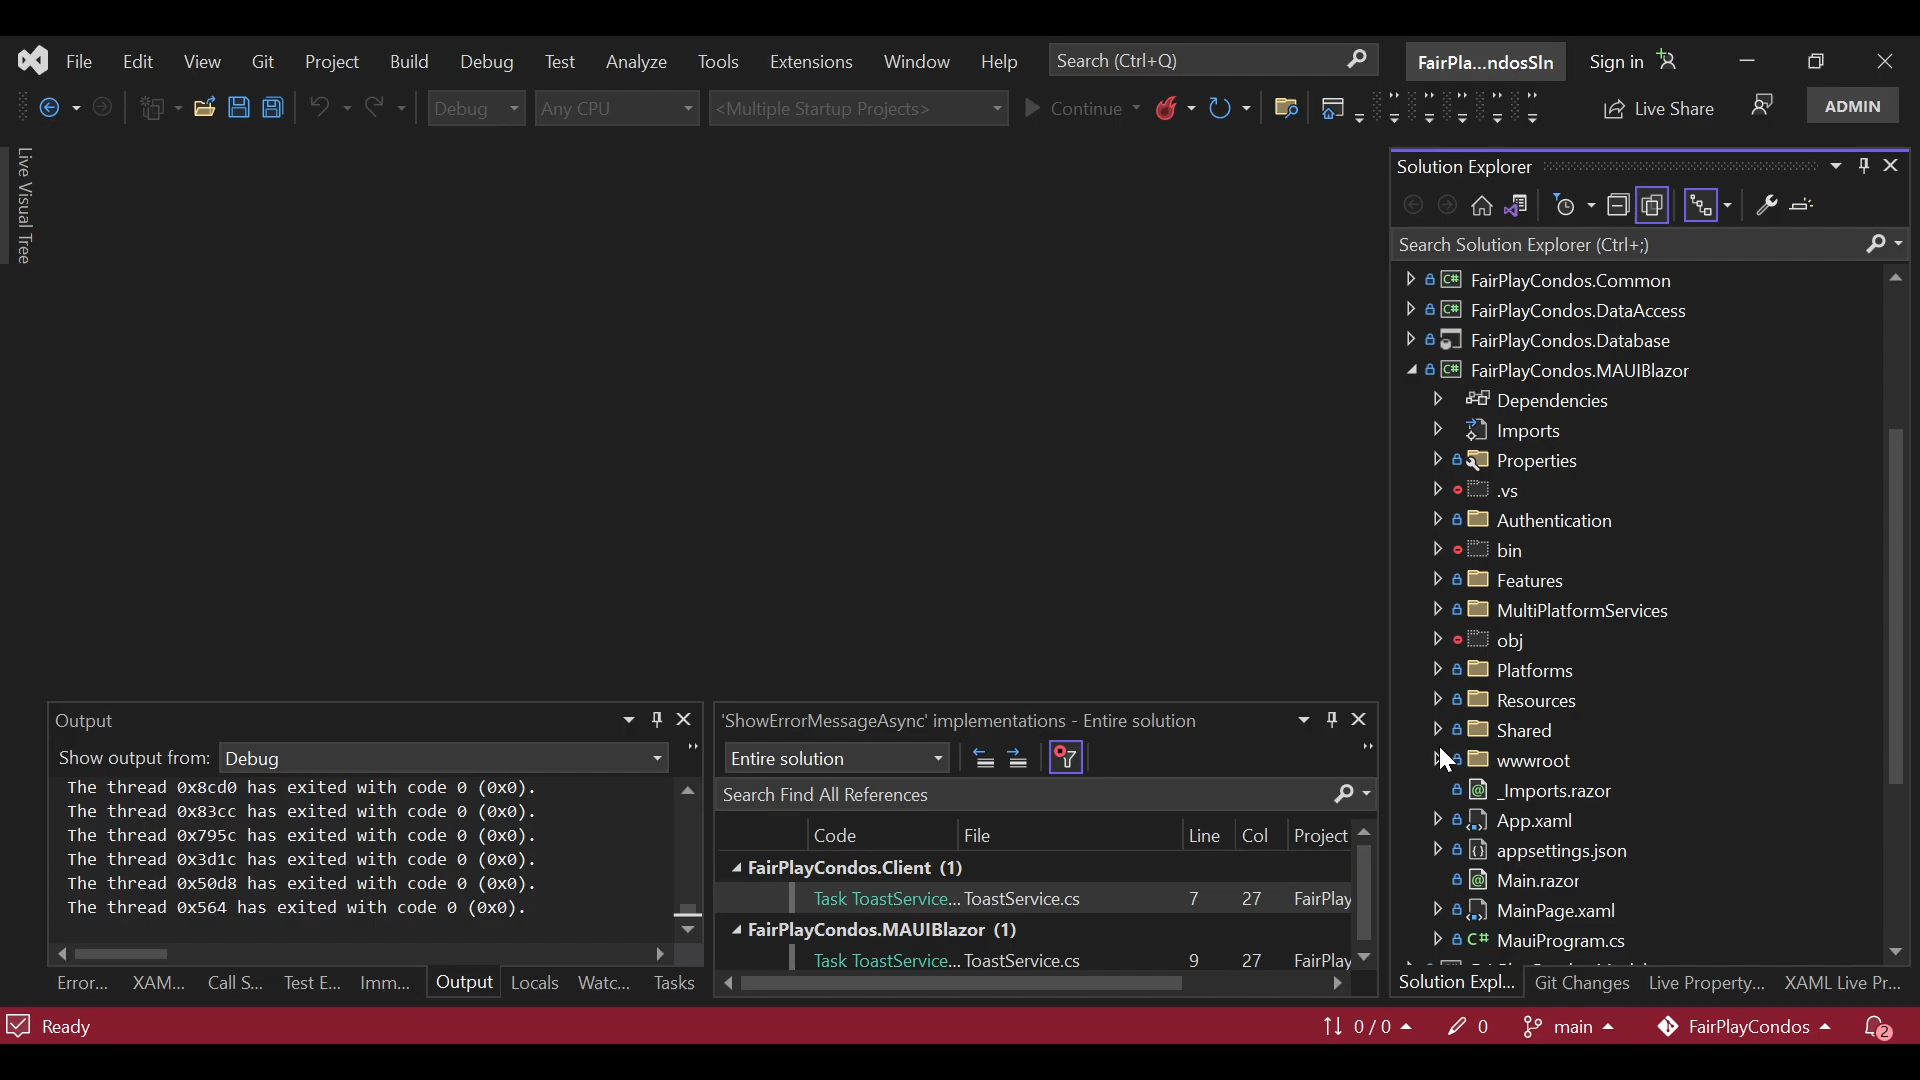 File Edit View Git Project Build Debug Test Analyze Tools Extensions Window Help Search (Ctrl+Q) FairPla...ndosSln Sign in
Debug Any CPU <Multiple Startup Projects> Continue Live Share ADMIN
Live Visual Tree
Solution Explorer
Search Solution Explorer (Ctrl+;)
C# FairPlayCondos.Common
C# FairPlayCondos.DataAccess
FairPlayCondos.Database
C# FairPlayCondos.MAUIBlazor
Dependencies
Imports
Properties
.vs
Authentication
bin
Features
MultiPlatformServices
obj
Platforms
Resources
Shared
wwwroot
_Imports.razor
App.xaml
appsettings.json
Main.razor
MainPage.xaml
C# MauiProgram.cs
Solution Expl... Git Changes Live Property... XAML Live Pr...
Output
Show output from: Debug
The thread 0x8cd0 has exited with code 0 (0x0).
The thread 0x83cc has exited with code 0 (0x0).
The thread 0x795c has exited with code 0 (0x0).
The thread 0x3d1c has exited with code 0 (0x0).
The thread 0x50d8 has exited with code 0 (0x0).
The thread 0x564 has exited with code 0 (0x0).
Error... XAM... Call S... Test E... Imm... Output Locals Watc... Tasks
'ShowErrorMessageAsync' implementations - Entire solution
Entire solution
Search Find All References
Code File Line Col Project
FairPlayCondos.Client (1)
Task ToastService... ToastService.cs 7 27 FairPlay
FairPlayCondos.MAUIBlazor (1)
Task ToastService... ToastService.cs 9 27 FairPlay
Ready 0 / 0 0 main FairPlayCondos 2